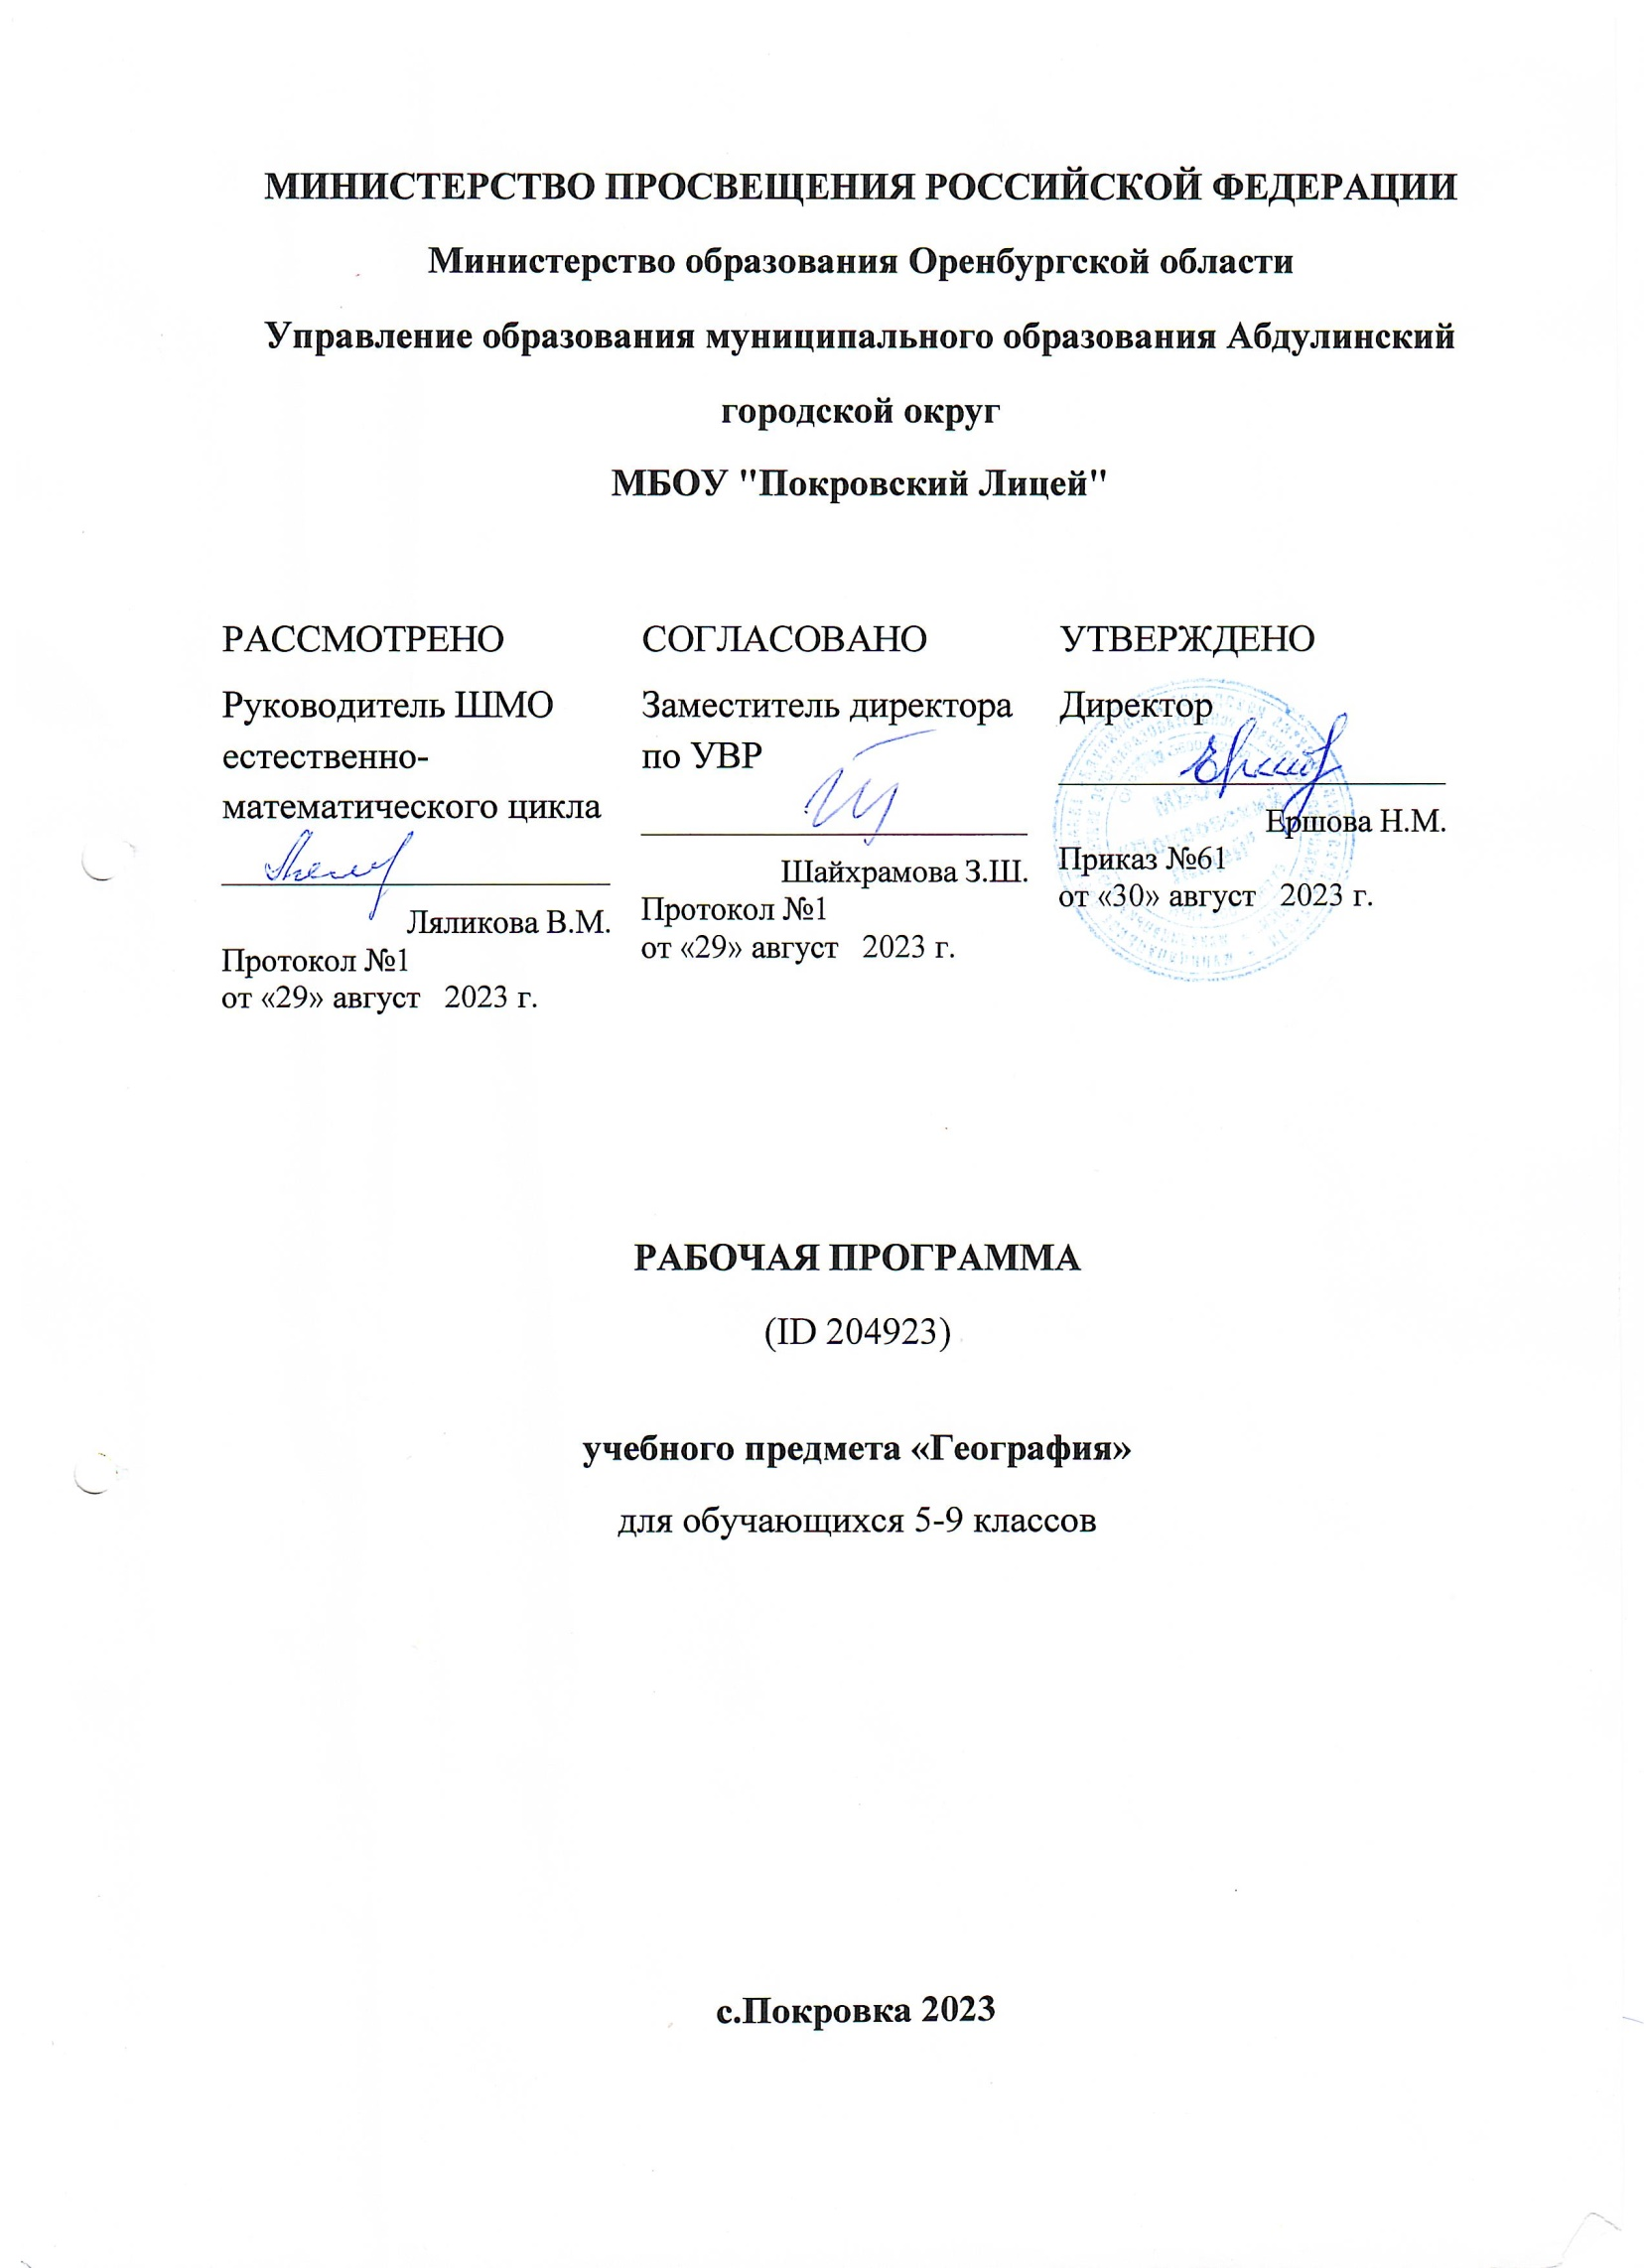 МИНИСТЕРСТВО ПРОСВЕЩЕНИЯ РОССИЙСКОЙ ФЕДЕРАЦИИ
Министерство образования Оренбургской области
Управление образования муниципального образования Абдулинский
городской округ
МБОУ "Покровский Лицей"
РАССМОТРЕНО
Руководитель ШМО
естественно-
математического цикла
Ляликова В.М.
Протокол №1
от «29» август 2023 г.
СОГЛАСОВАНО
Заместитель директора
по УВР
Шайхрамова З.Ш.
Протокол №1
от «29» август 2023 г.
УТВЕРЖДЕНО
Директор
Ершова Н.М.
Приказ №61
от «30» август 2023 г.
РАБОЧАЯ ПРОГРАММА
(ID 204923)
учебного предмета «География»
для обучающихся 5-9 классов
с.Покровка 2023